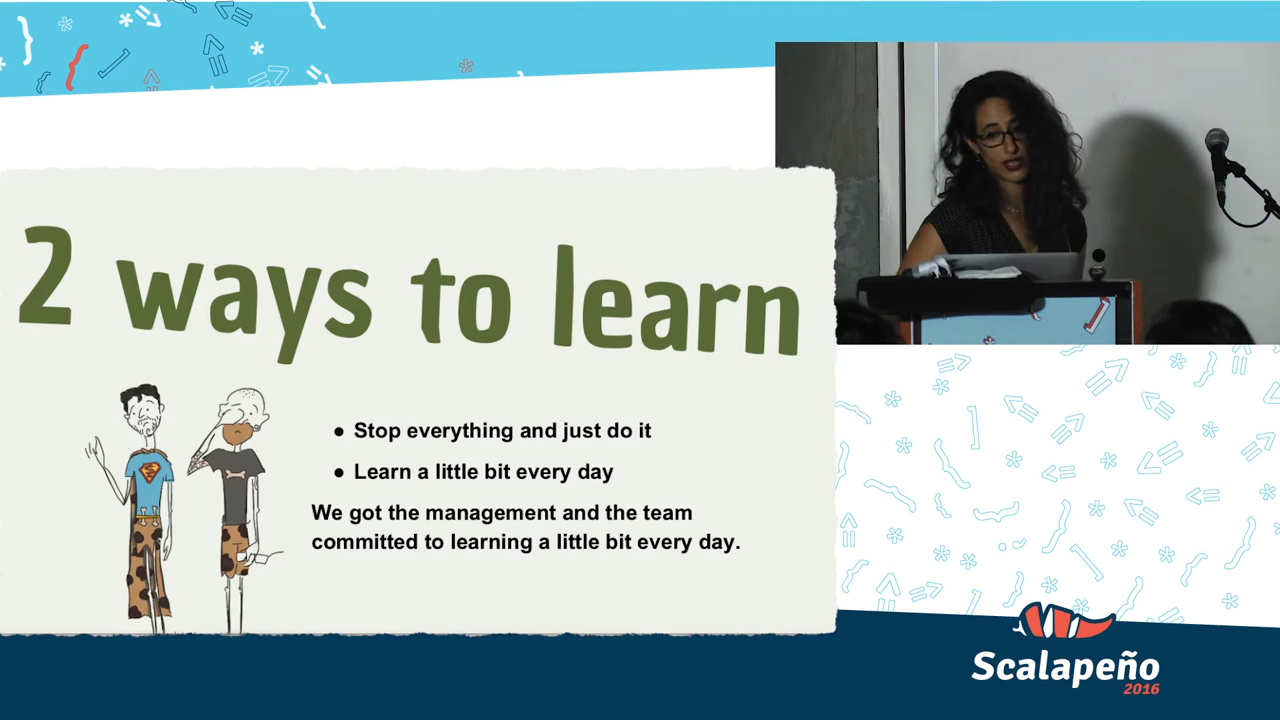 2 ways to learn
● Stop everything and just do it
● Learn a little bit every day
We got the management and the team
committed to learning a little bit every day.
Scalapeño
2016